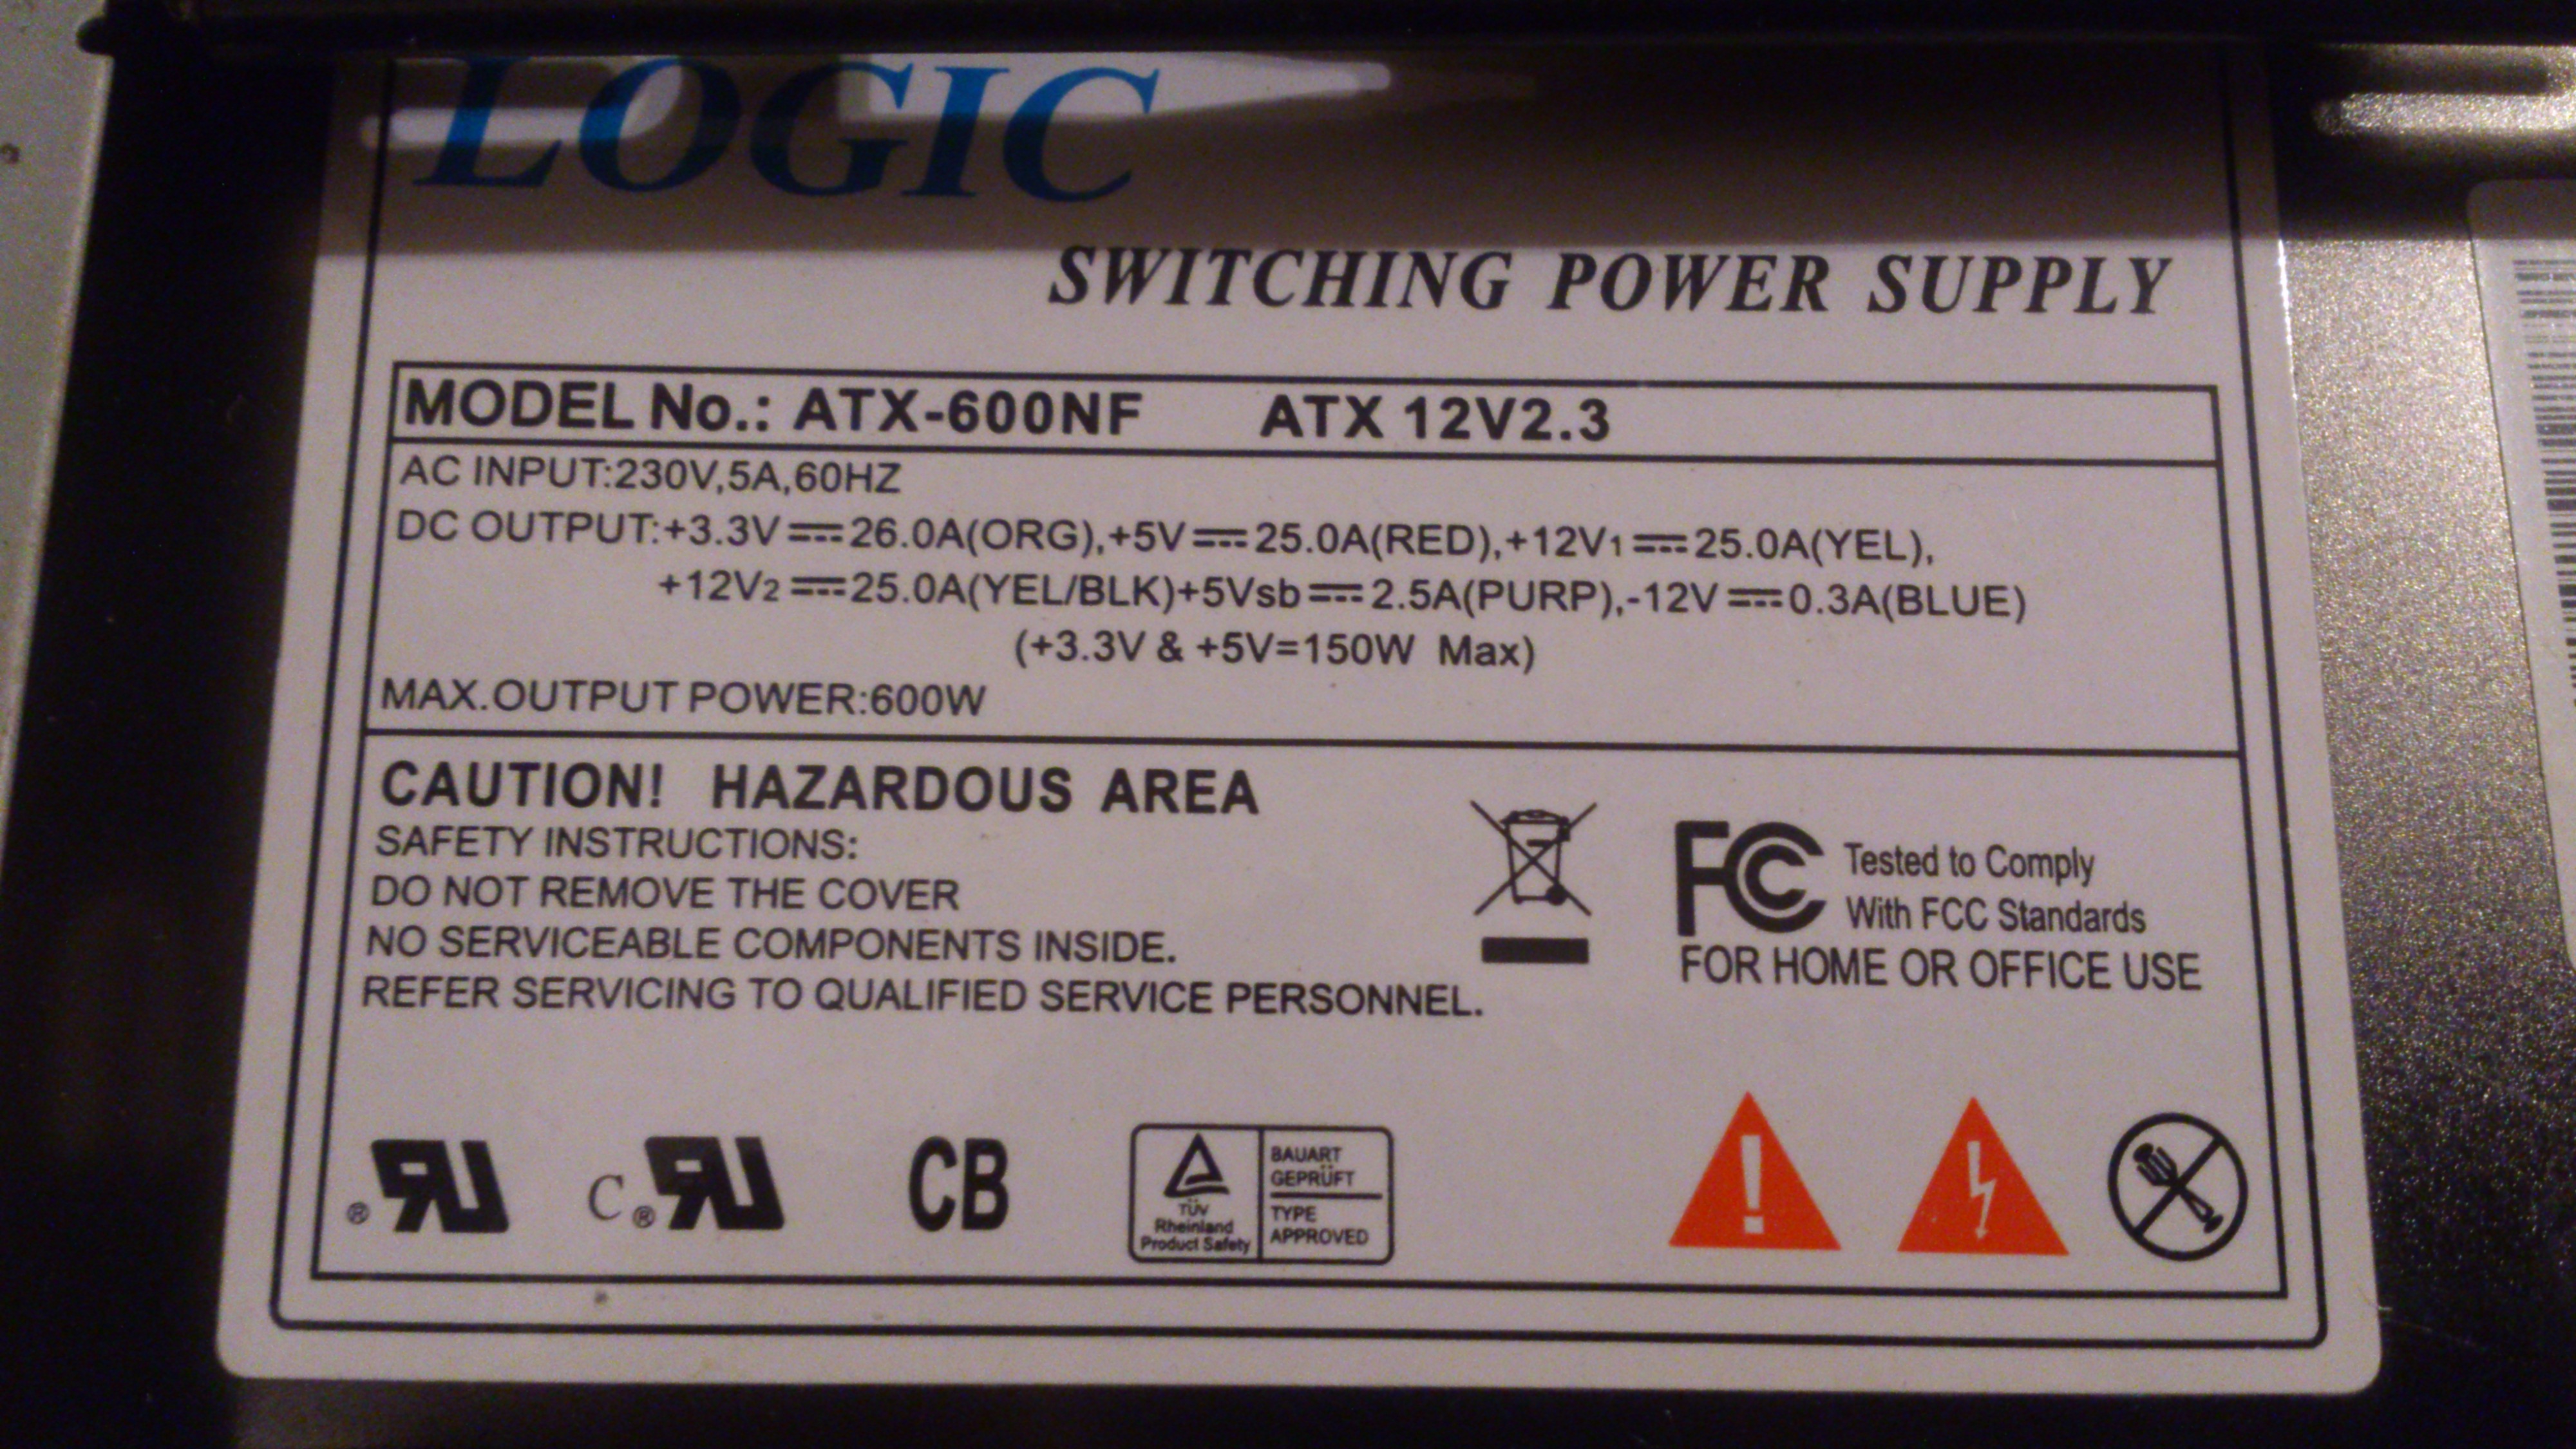 LOGIC
SWITCHING POWER SUPPLY
MODEL No.: ATX-600NF ATX 12V2.3
AC INPUT:230V,5A,60HZ
DC OUTPUT:+3.3V⎓26.0A(ORG),+5V⎓25.0A(RED),+12V1⎓25.0A(YEL),
+12V2⎓25.0A(YEL/BLK)+5Vsb⎓2.5A(PURP),-12V⎓0.3A(BLUE)
(+3.3V & +5V=150W Max)
MAX.OUTPUT POWER:600W
CAUTION! HAZARDOUS AREA
SAFETY INSTRUCTIONS:
DO NOT REMOVE THE COVER
NO SERVICEABLE COMPONENTS INSIDE.
REFER SERVICING TO QUALIFIED SERVICE PERSONNEL.
FC Tested to Comply
With FCC Standards
FOR HOME OR OFFICE USE
® RU
C ® RU
CB
TÜV
Rheinland
Product Safety
BAUART
GEPRÜFT
TYPE
APPROVED